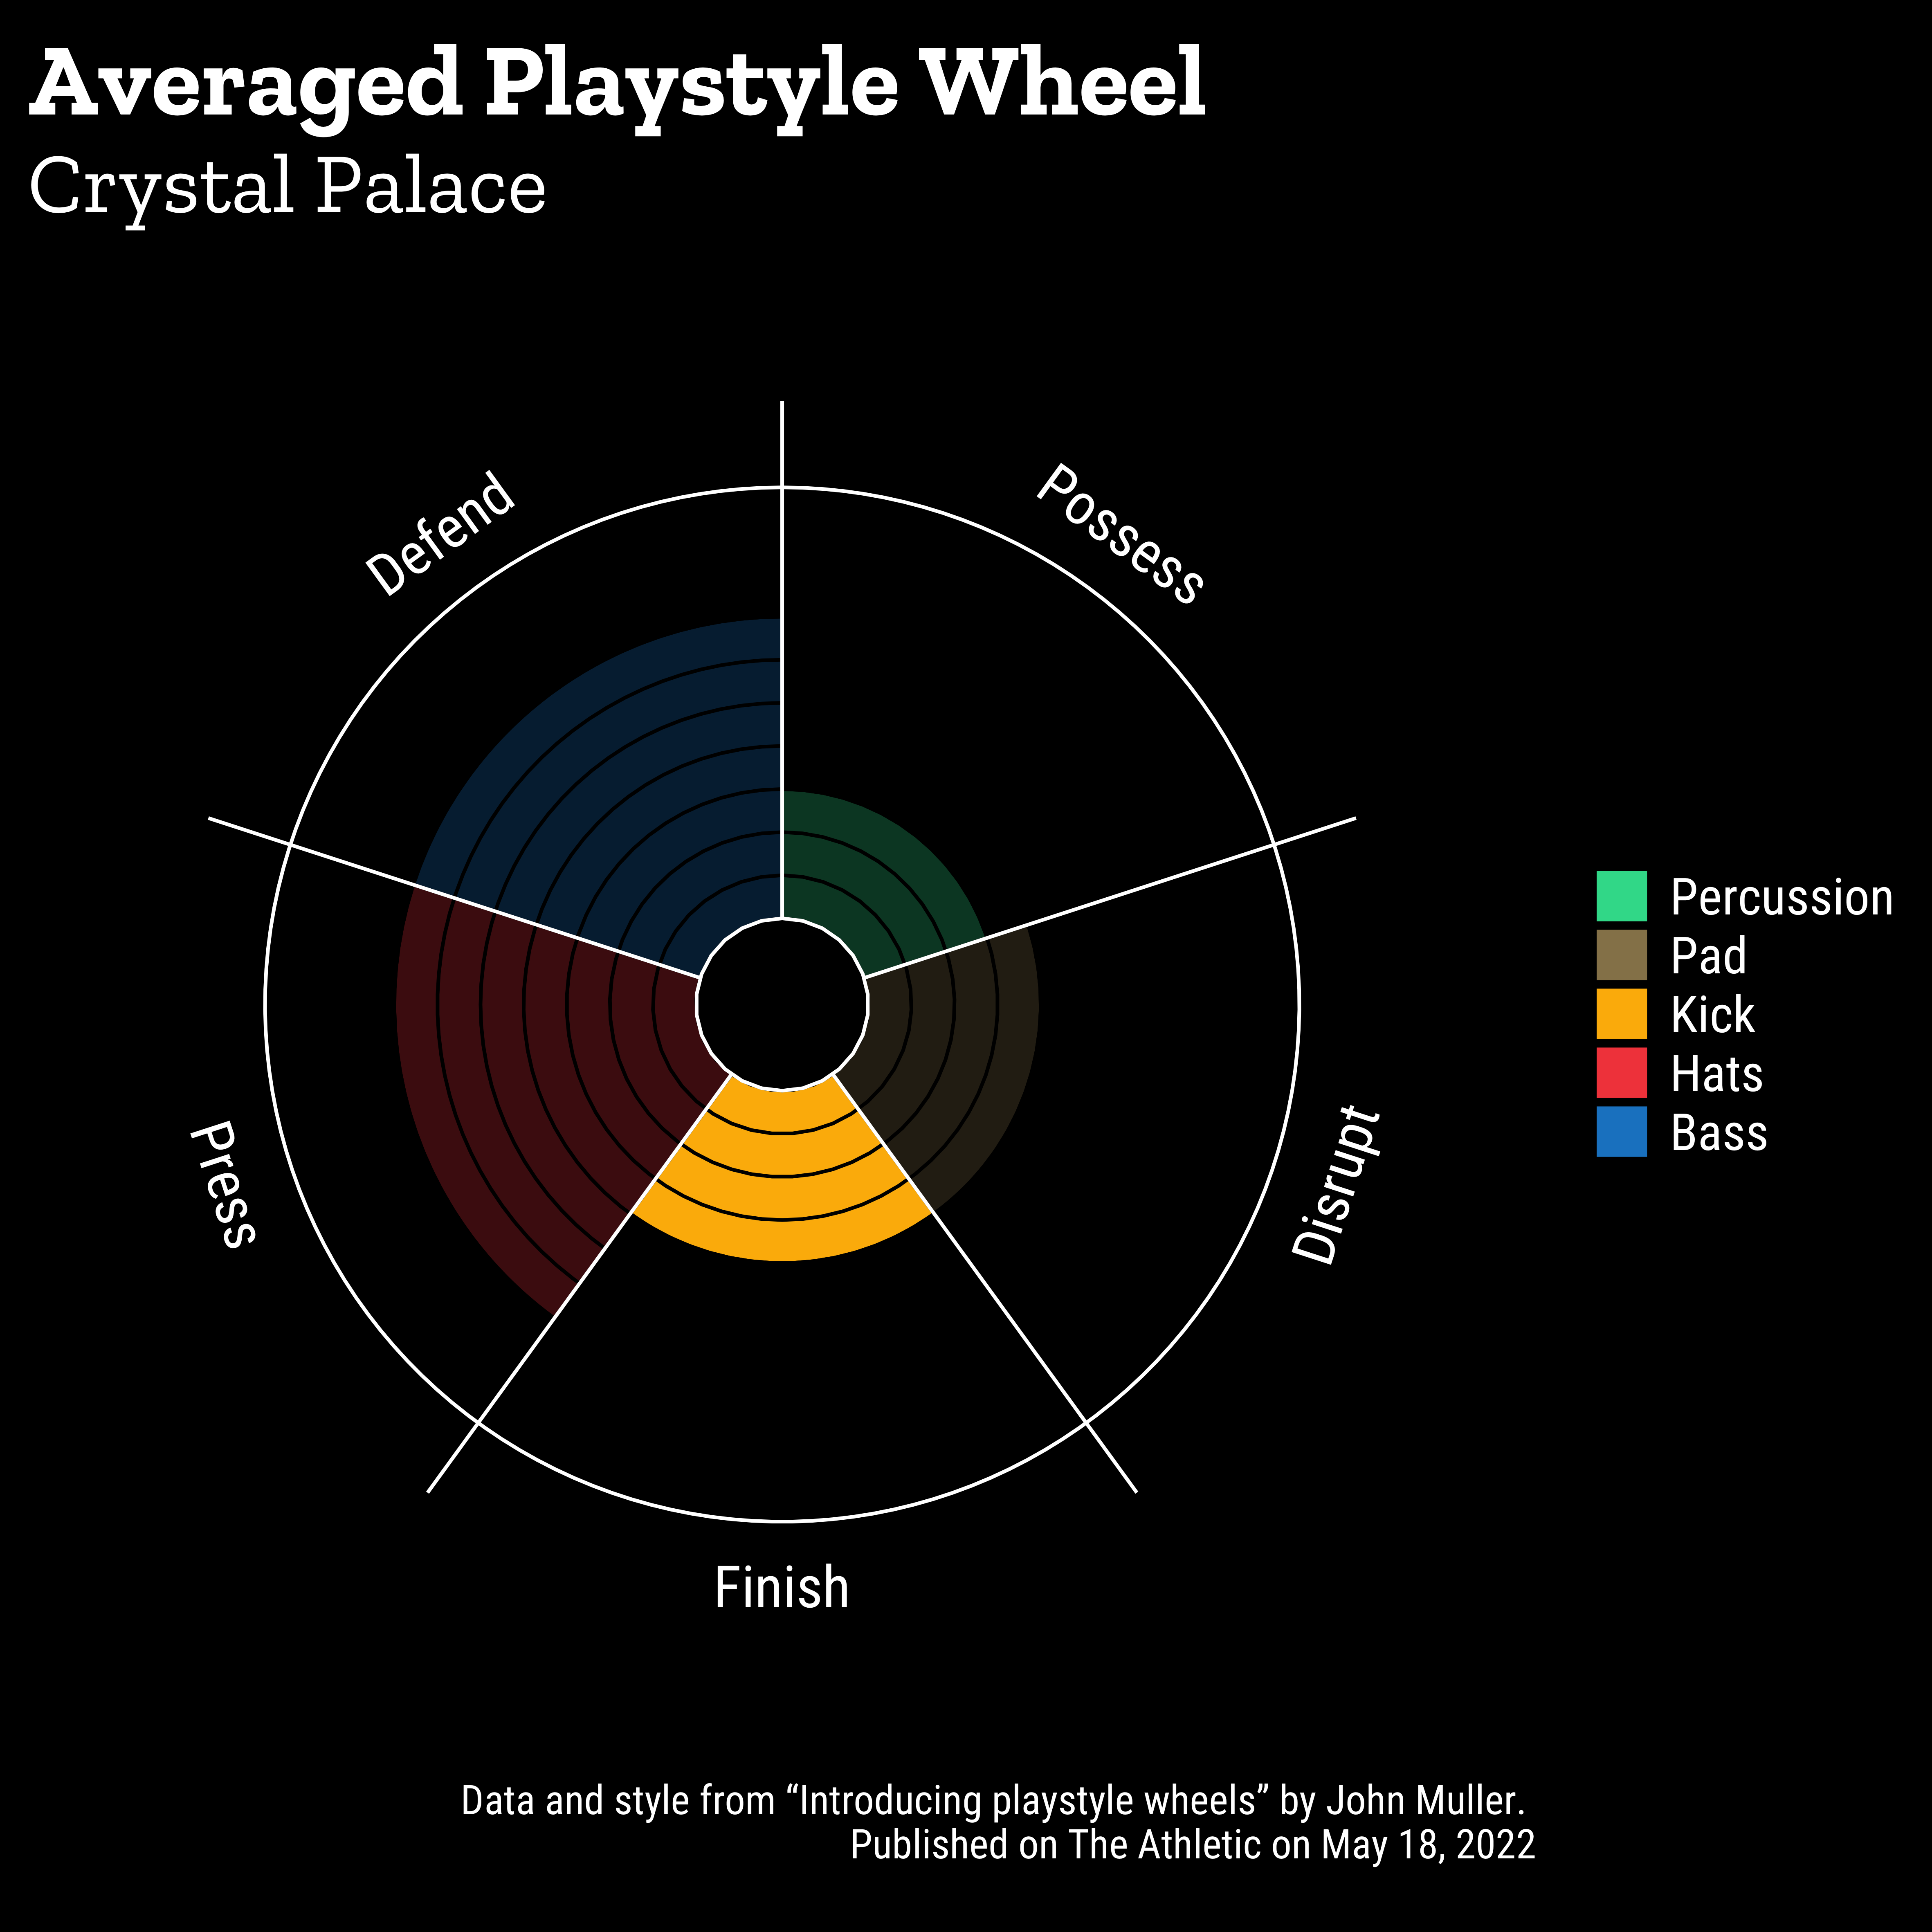 Averaged Playstyle Wheel
Crystal Palace
Defend
Possess
Percussion
Pad
Kick
Hats
Bass
Press
Disrupt
Finish
Data and style from “Introducing playstyle wheels” by John Muller.
Published on The Athletic on May 18, 2022